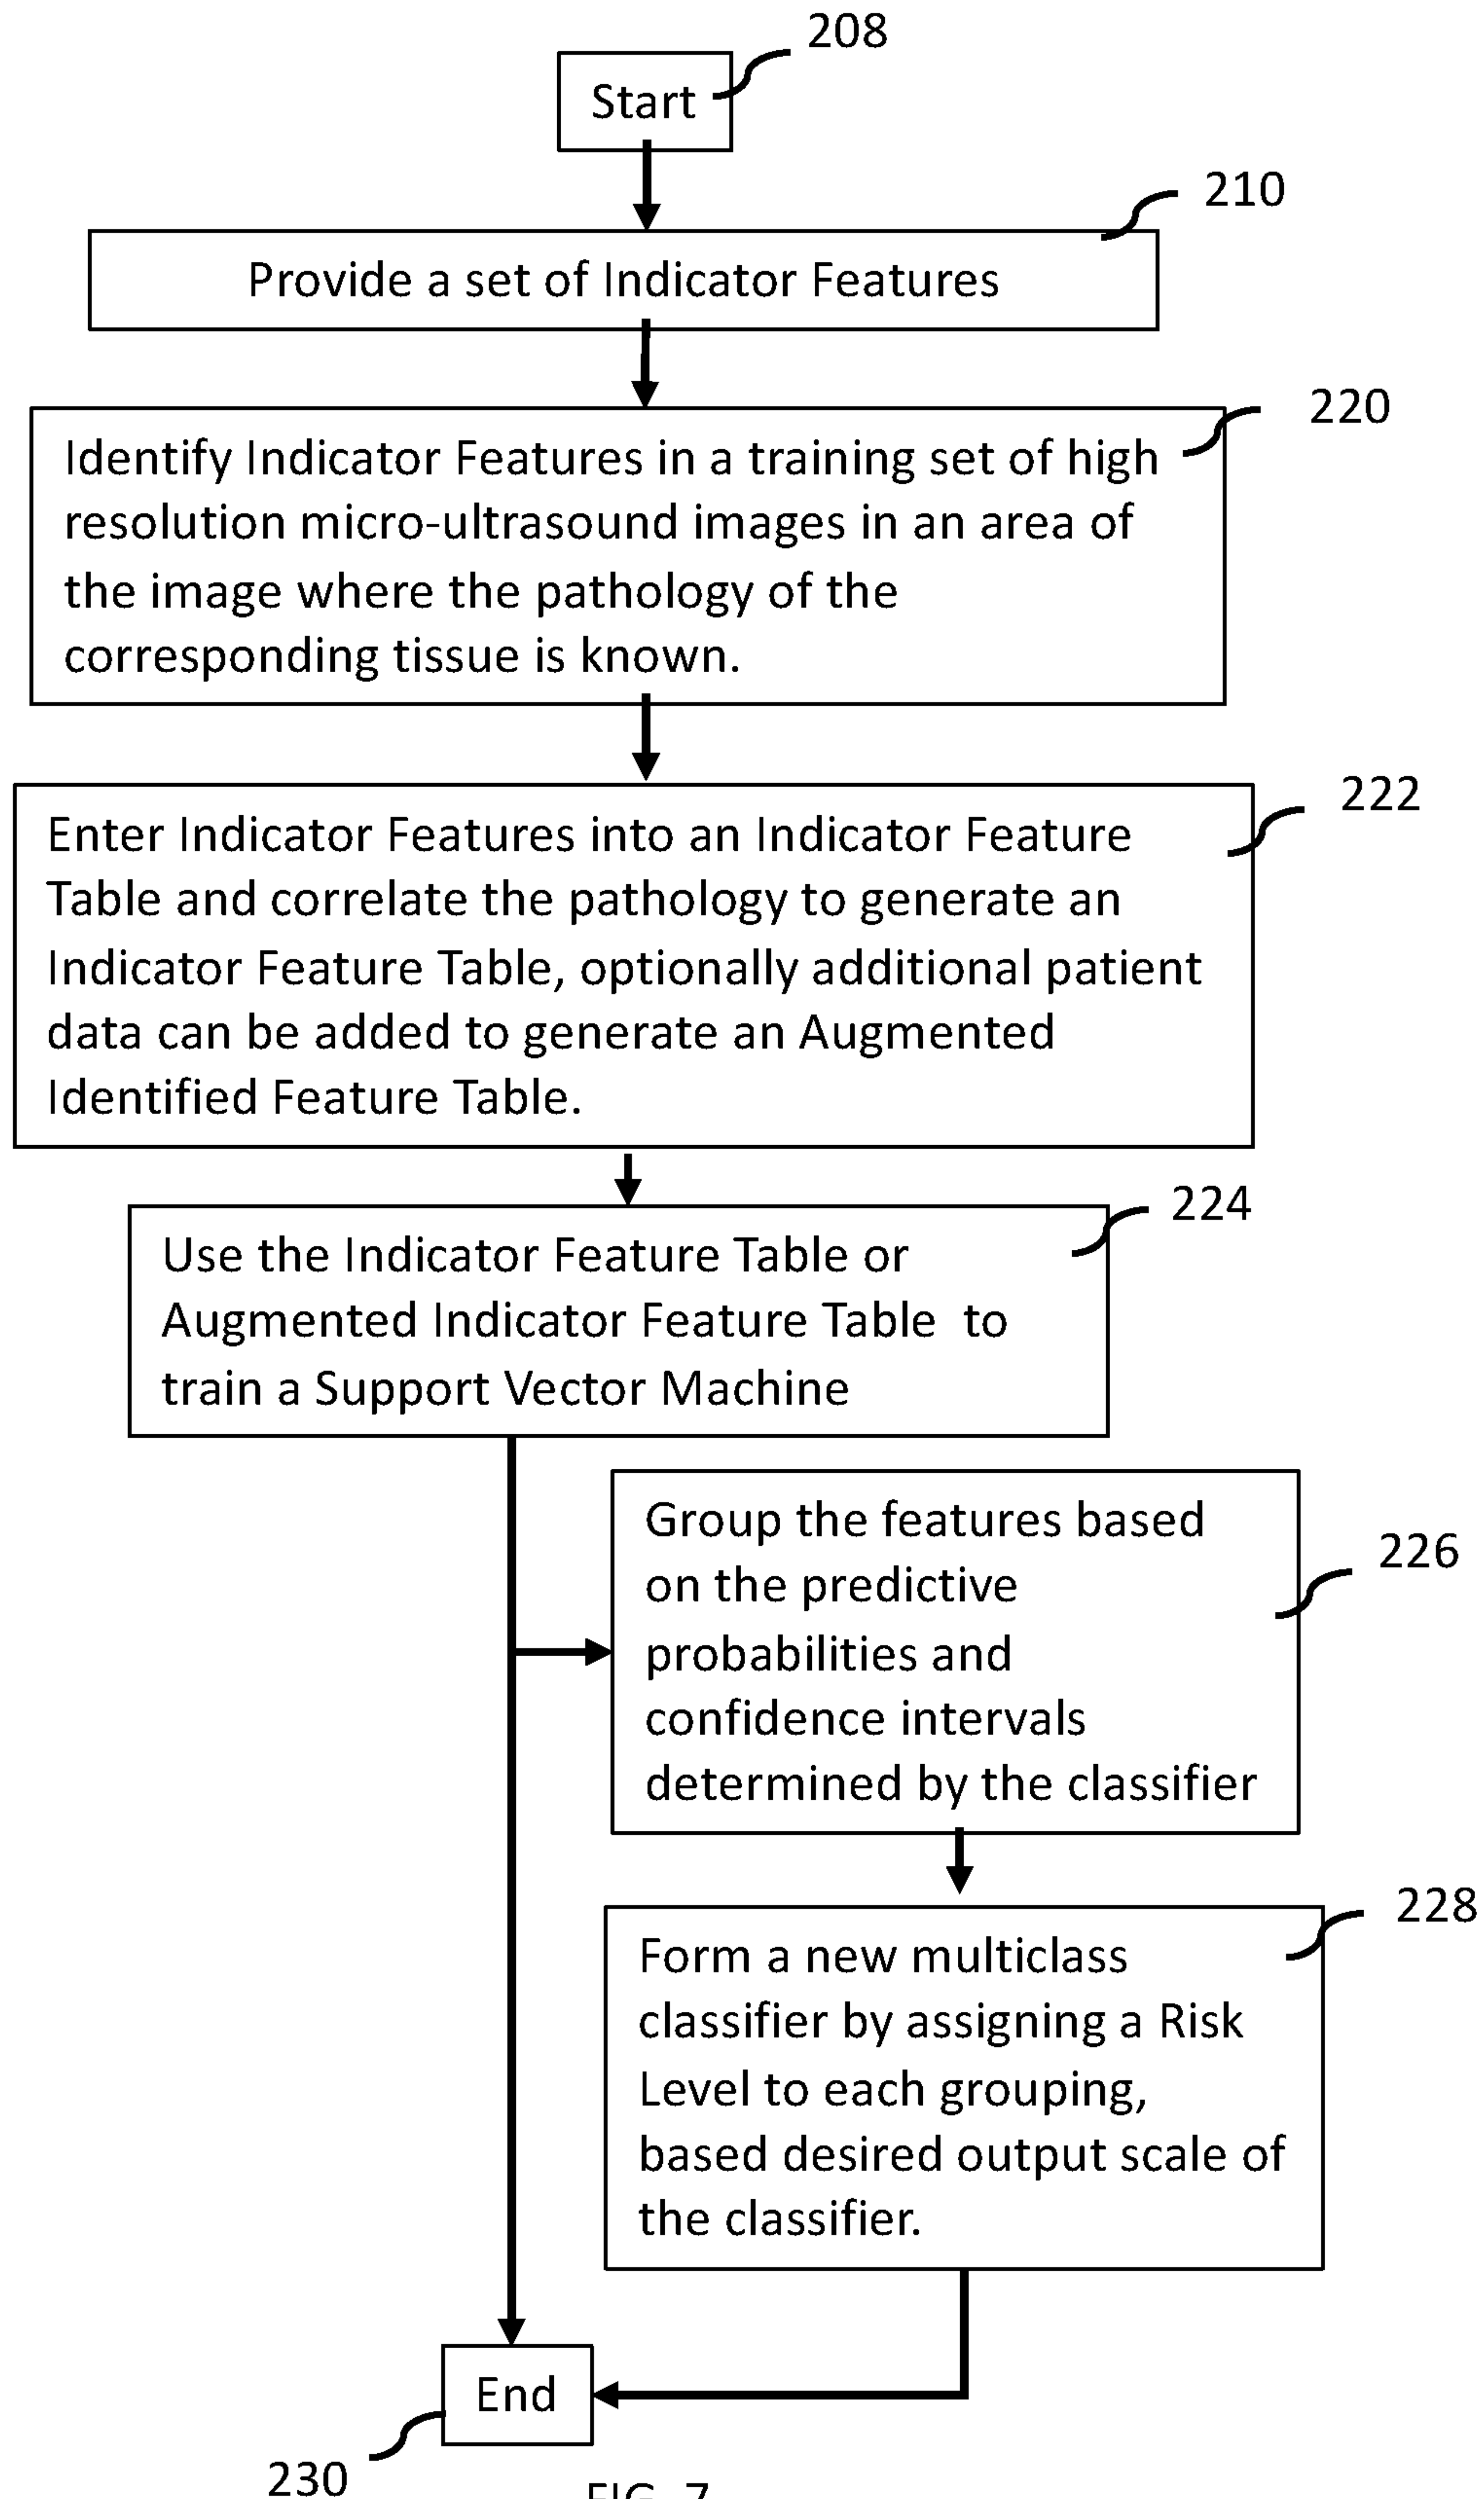 208
Start
210
Provide a set of Indicator Features
220
Identify Indicator Features in a training set of high
resolution micro-ultrasound images in an area of
the image where the pathology of the
corresponding tissue is known.
222
Enter Indicator Features into an Indicator Feature
Table and correlate the pathology to generate an
Indicator Feature Table, optionally additional patient
data can be added to generate an Augmented
Identified Feature Table.
224
Use the Indicator Feature Table or
Augmented Indicator Feature Table to
train a Support Vector Machine
Group the features based
on the predictive
probabilities and
confidence intervals
determined by the classifier
226
228
Form a new multiclass
classifier by assigning a Risk
Level to each grouping,
based desired output scale of
the classifier.
End
230
FIG. 7